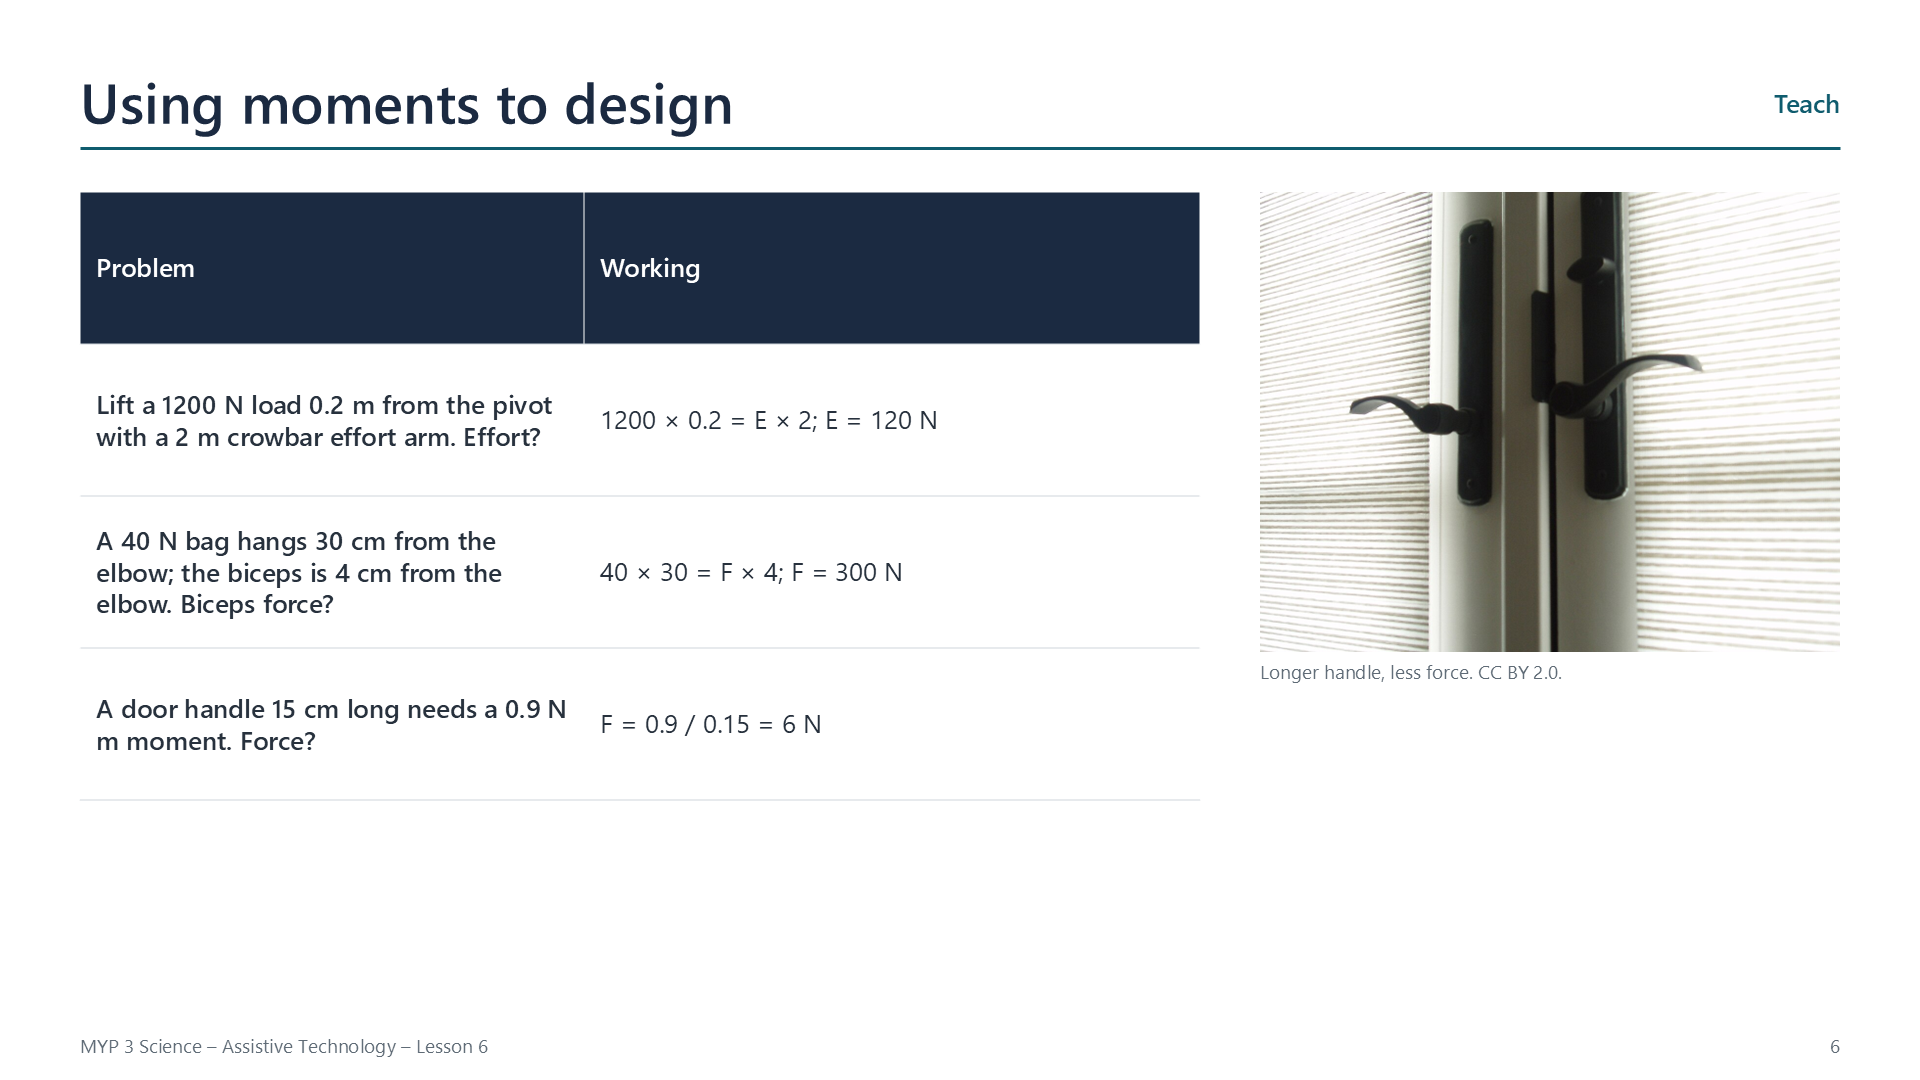 Using moments to design
Teach
Problem
Working
Lift a 1200 N load 0.2 m from the pivot
with a 2 m crowbar effort arm. Effort?
1200 × 0.2 = E × 2; E = 120 N
A 40 N bag hangs 30 cm from the
elbow; the biceps is 4 cm from the
elbow. Biceps force?
40 × 30 = F × 4; F = 300 N
A door handle 15 cm long needs a 0.9 N
m moment. Force?
F = 0.9 / 0.15 = 6 N
Longer handle, less force. CC BY 2.0.
MYP 3 Science – Assistive Technology – Lesson 6
6